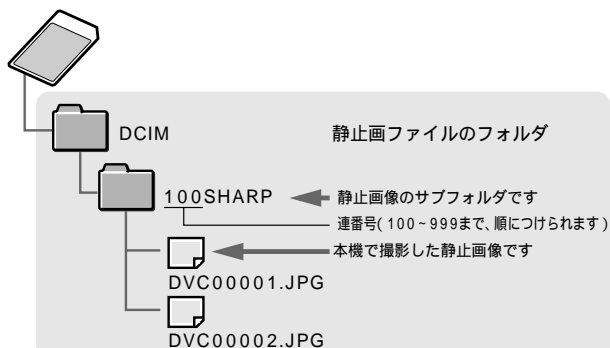 DCIM 静止画ファイルのフォルダ
100SHARP 静止画像のサブフォルダです
連番号(100~999まで、順につけられます)
本機で撮影した静止画像です
DVC00001.JPG
DVC00002.JPG